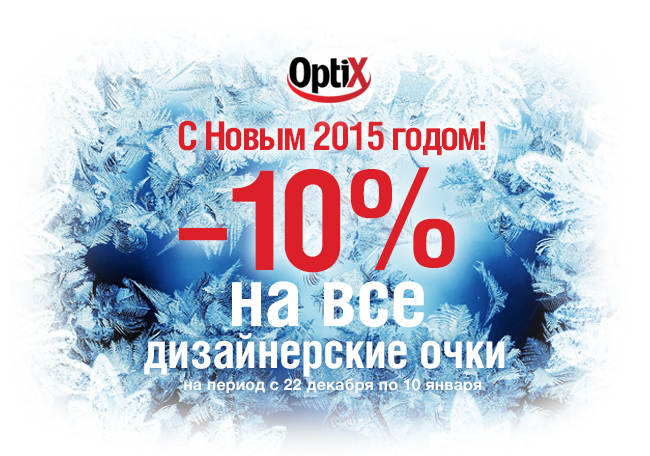 OptiX
С Новым 2015 годом!
–10%
на все
дизайнерские очки
на период с 22 декабря по 10 января